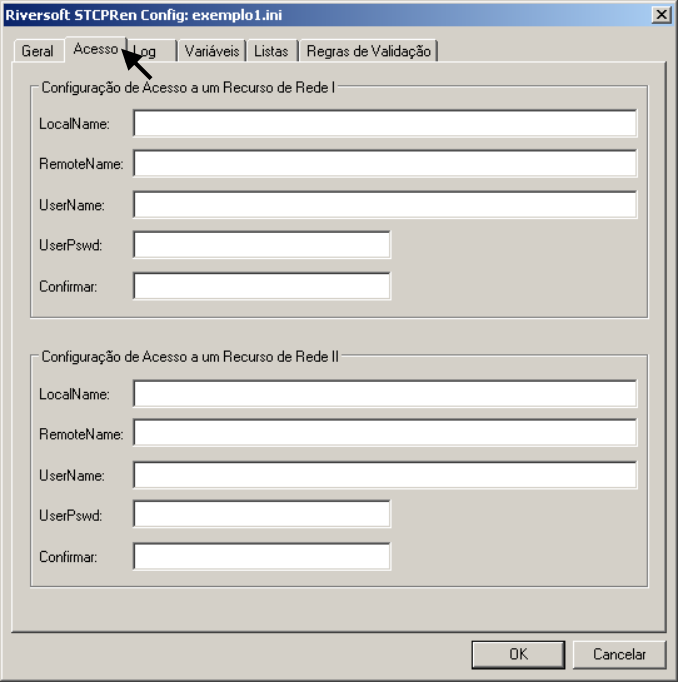 Riversoft STCPRen Config: exemplo1.ini
Geral Acesso Log Variáveis Listas Regras de Validação
Configuração de Acesso a um Recurso de Rede I
LocalName:
RemoteName:
UserName:
UserPswd:
Confirmar:
Configuração de Acesso a um Recurso de Rede II
LocalName:
RemoteName:
UserName:
UserPswd:
Confirmar:
OK Cancelar